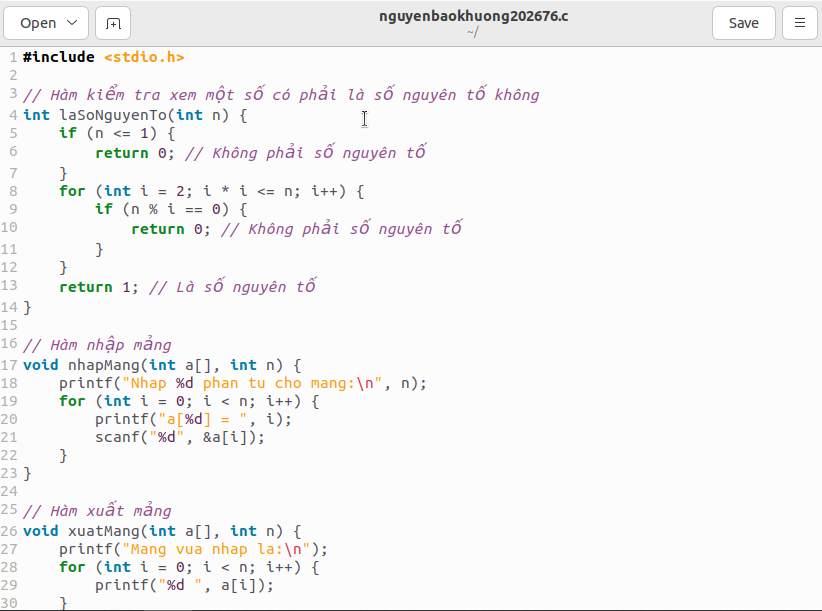 Open
nguyenbaokhuong202676.c
~/
Save
1 #include <stdio.h>
2
3 // Hàm kiểm tra xem một số có phải là số nguyên tố không
4 int laSoNguyenTo(int n) {
5     if (n <= 1) {
6         return 0; // Không phải số nguyên tố
7     }
8     for (int i = 2; i * i <= n; i++) {
9         if (n % i == 0) {
10             return 0; // Không phải số nguyên tố
11         }
12     }
13     return 1; // Là số nguyên tố
14 }
15
16 // Hàm nhập mảng
17 void nhapMang(int a[], int n) {
18     printf("Nhap %d phan tu cho mang:\n", n);
19     for (int i = 0; i < n; i++) {
20         printf("a[%d] = ", i);
21         scanf("%d", &a[i]);
22     }
23 }
24
25 // Hàm xuất mảng
26 void xuatMang(int a[], int n) {
27     printf("Mang vua nhap la:\n");
28     for (int i = 0; i < n; i++) {
29         printf("%d ", a[i]);
30     }